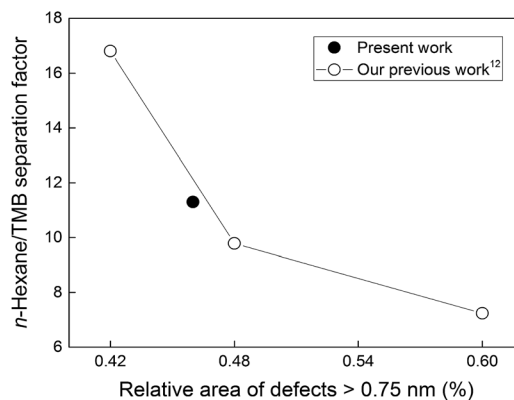 18
16
14
12
10
8
6
n-Hexane/TMB separation factor
Present work
Our previous work¹²
0.42 0.48 0.54 0.60
Relative area of defects > 0.75 nm (%)